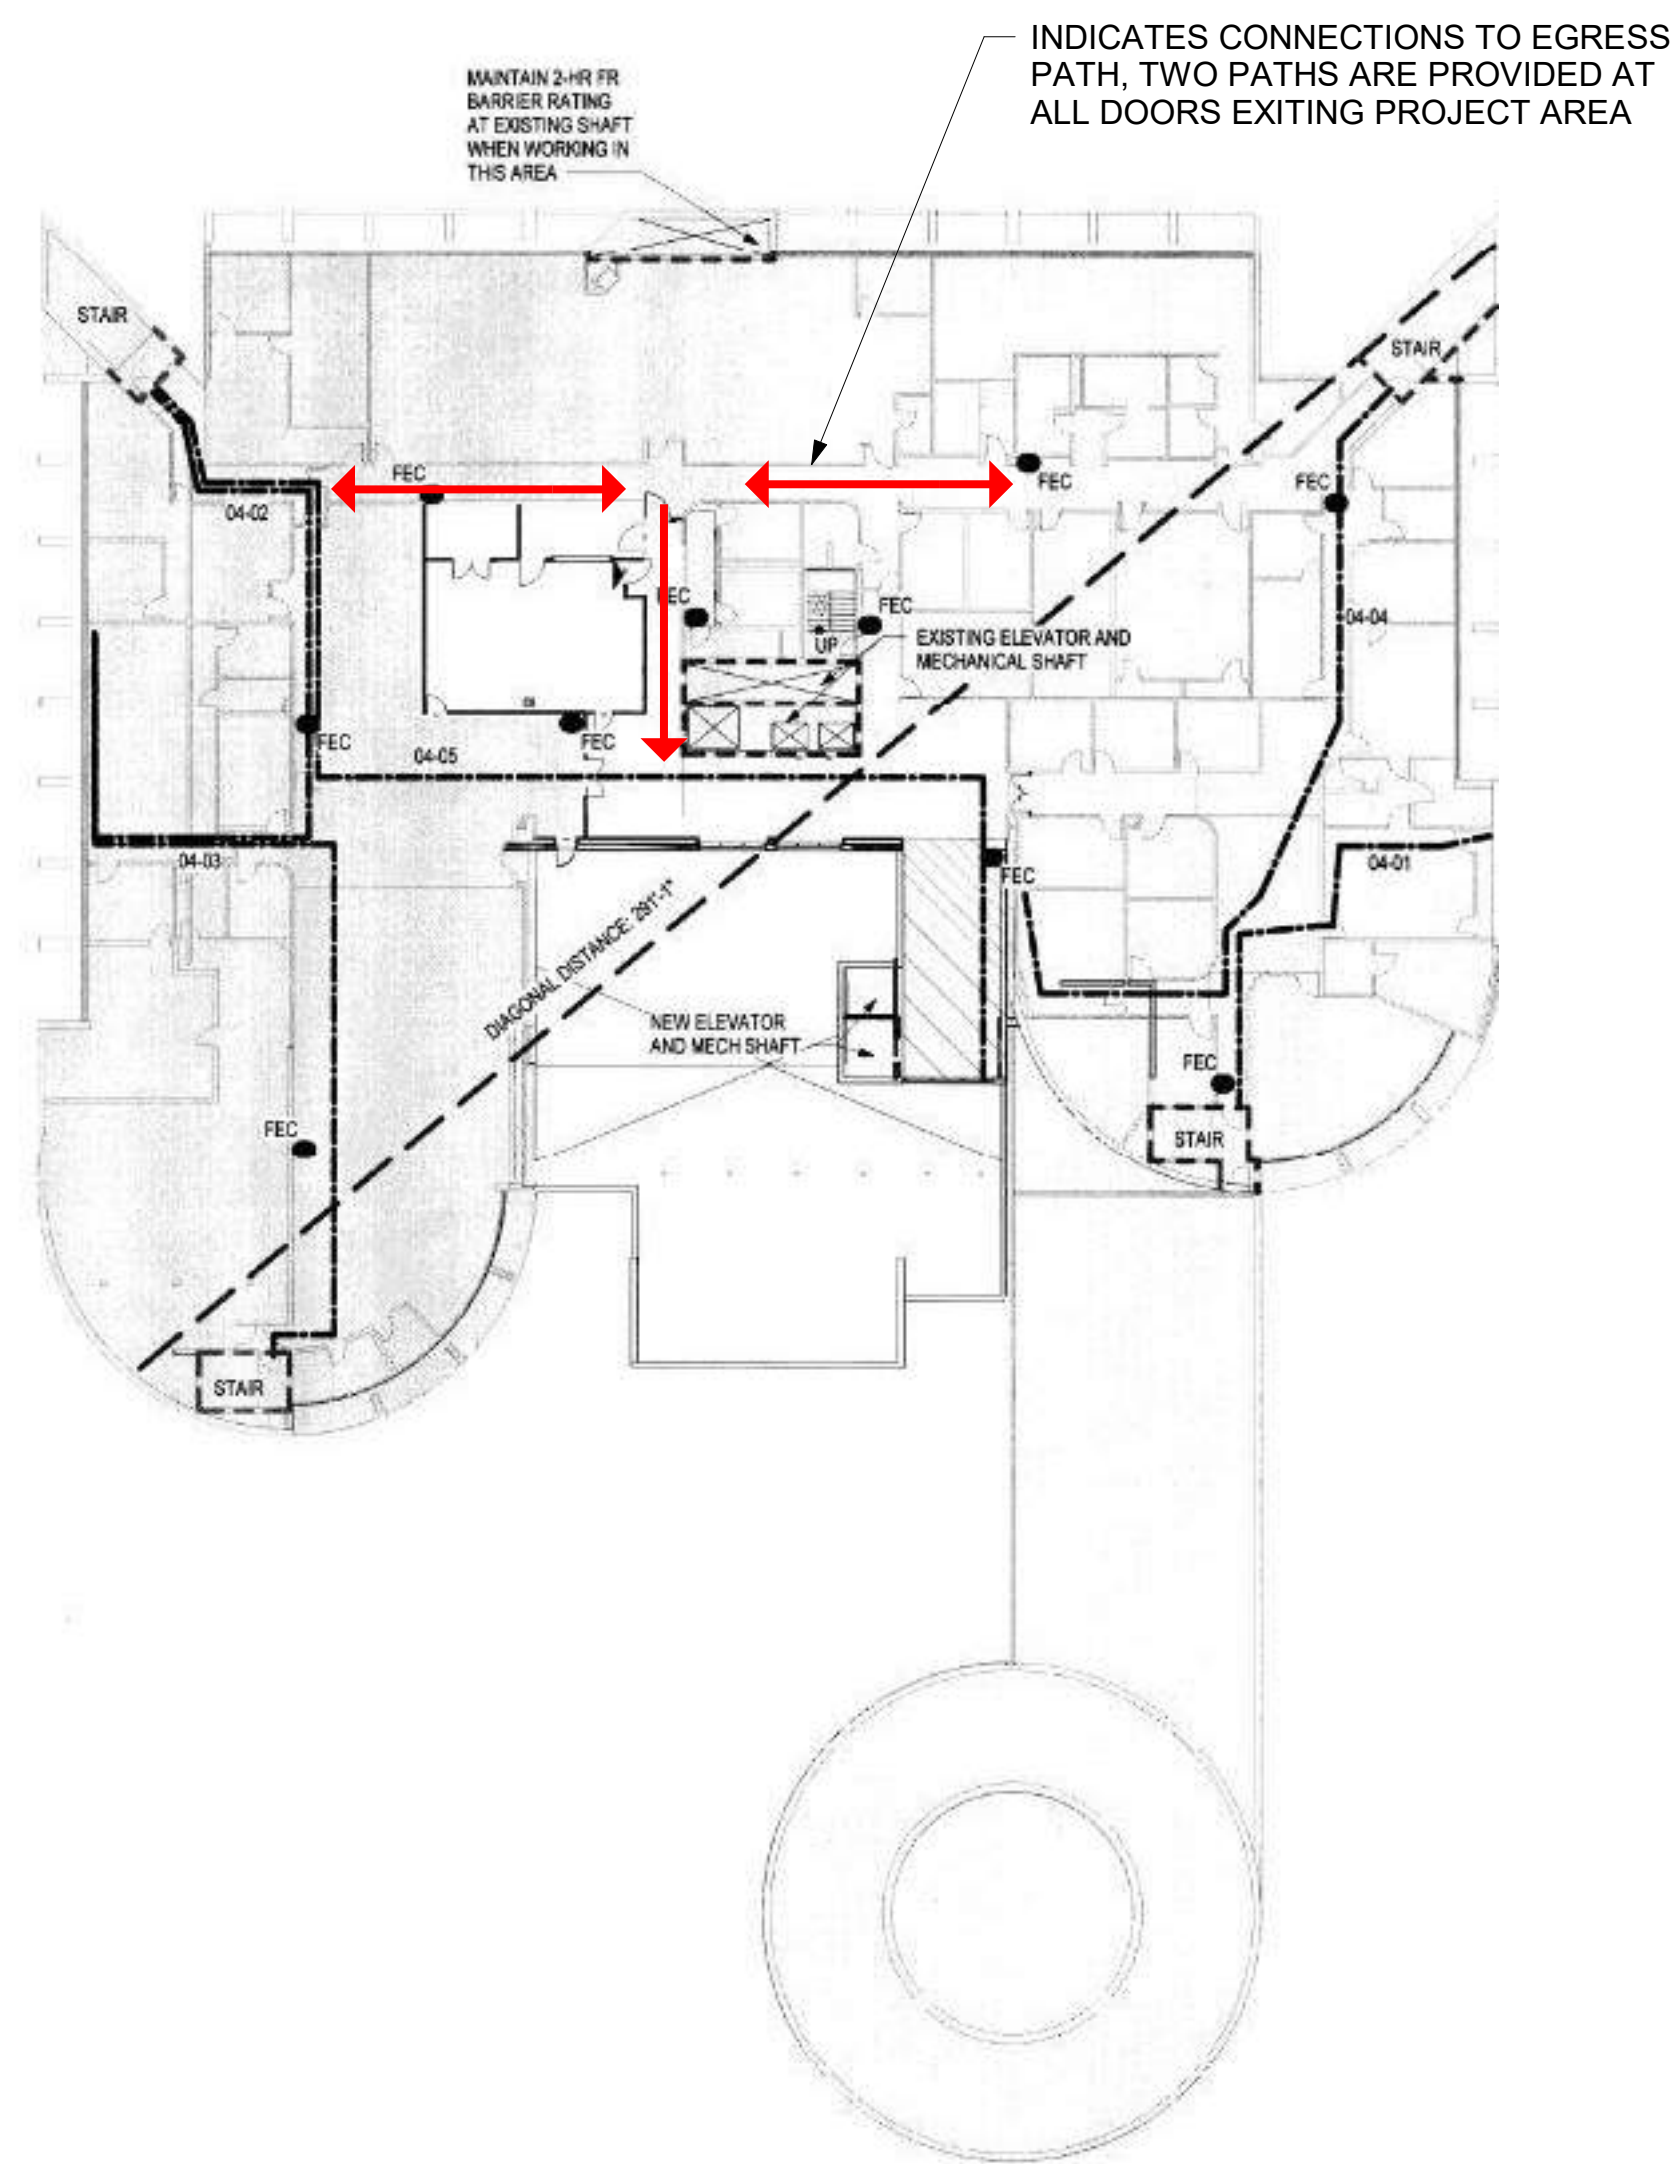 INDICATES CONNECTIONS TO EGRESS
PATH, TWO PATHS ARE PROVIDED AT
ALL DOORS EXITING PROJECT AREA
MAINTAIN 2-HR FR
BARRIER RATING
AT EXISTING SHAFT
WHEN WORKING IN
THIS AREA
STAIR
STAIR
FEC
FEC
FEC
04-02
FEC
FEC
04-04
UP
EXISTING ELEVATOR AND
MECHANICAL SHAFT
FEC
FEC
04-05
04-03
04-01
FEC
DIAGONAL DISTANCE: 291'-1"
NEW ELEVATOR
AND MECH SHAFT
FEC
FEC
STAIR
STAIR